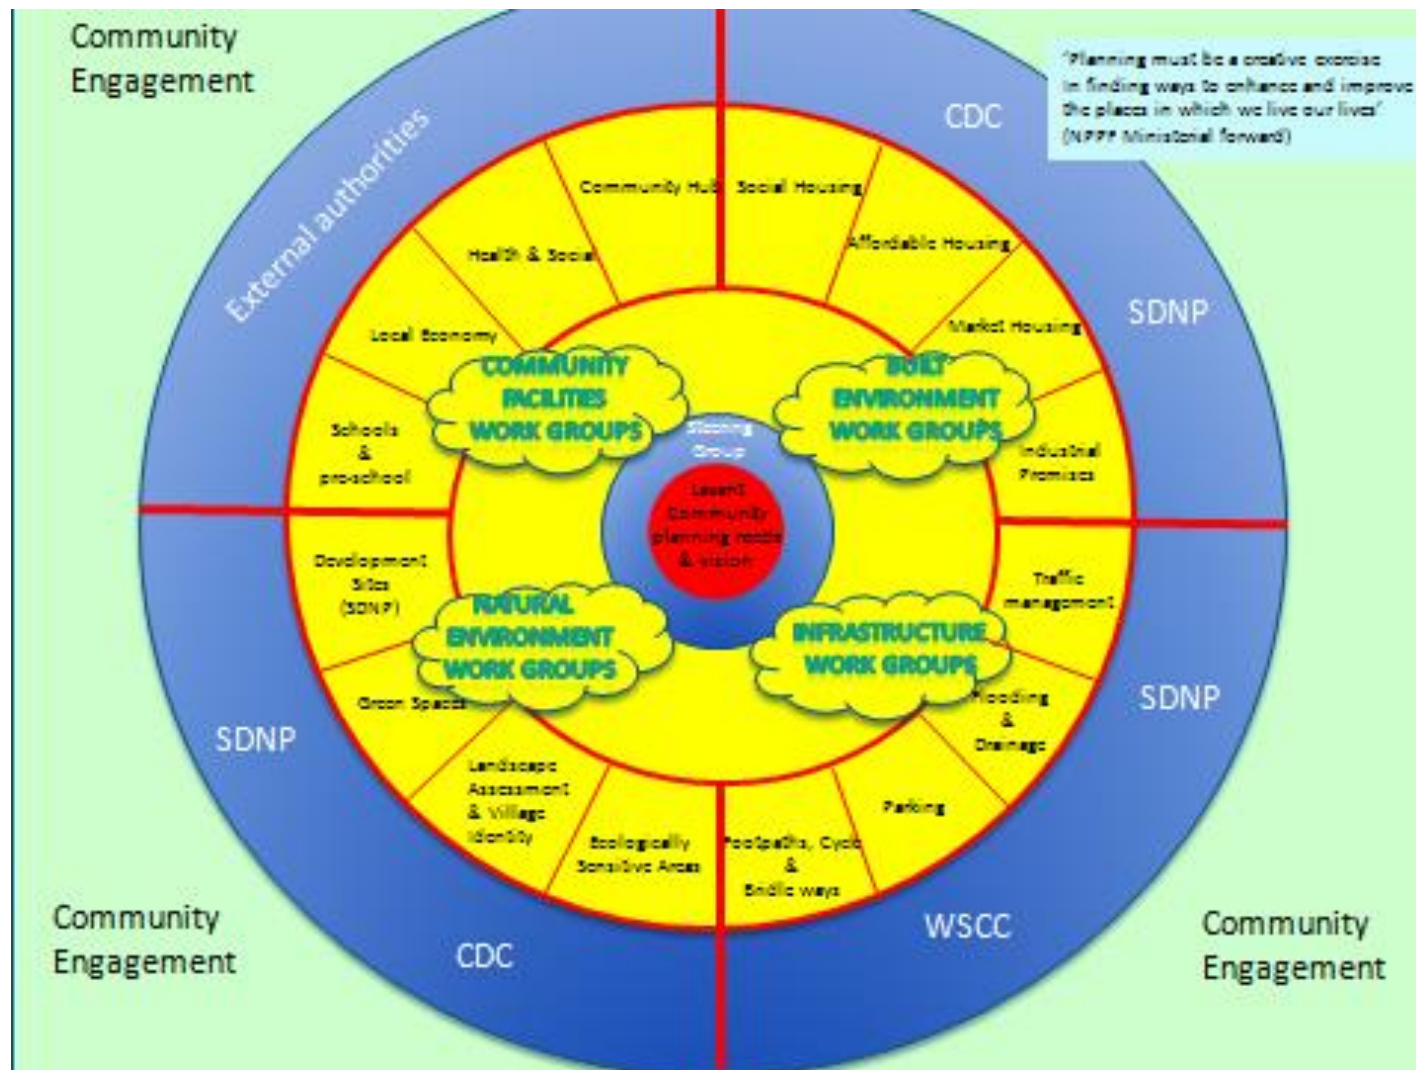 Community
Engagement
'Planning must be a creative exercise
in finding ways to enhance and improve
the places in which we live our lives'
(NPPF Ministerial forward)
CDC
External authorities
SDNP
Community Hub
Social Housing
Health & Social
Affordable Housing
Local Economy
Market Housing
Schools
&
pre-school
Industrial
Premises
COMMUNITY
FACILITIES
WORK GROUPS
BUILT
ENVIRONMENT
WORK GROUPS
Steering
Group
Community
planning needs
& vision
Development
Sites
(SDNP)
Traffic
management
NATURAL
ENVIRONMENT
WORK GROUPS
INFRASTRUCTURE
WORK GROUPS
Green Spaces
Flooding
&
Drainage
SDNP
SDNP
Landscape
Assessment
& Village
Identity
Parking
Ecologically
Sensitive Areas
Footpaths, Cycle
&
Bridle ways
CDC
WSCC
Community
Engagement
Community
Engagement